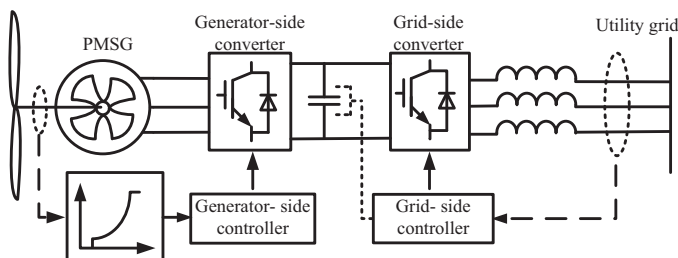 PMSG
Generator-side
converter
Grid-side
converter
Utility grid
Generator- side
controller
Grid- side
controller